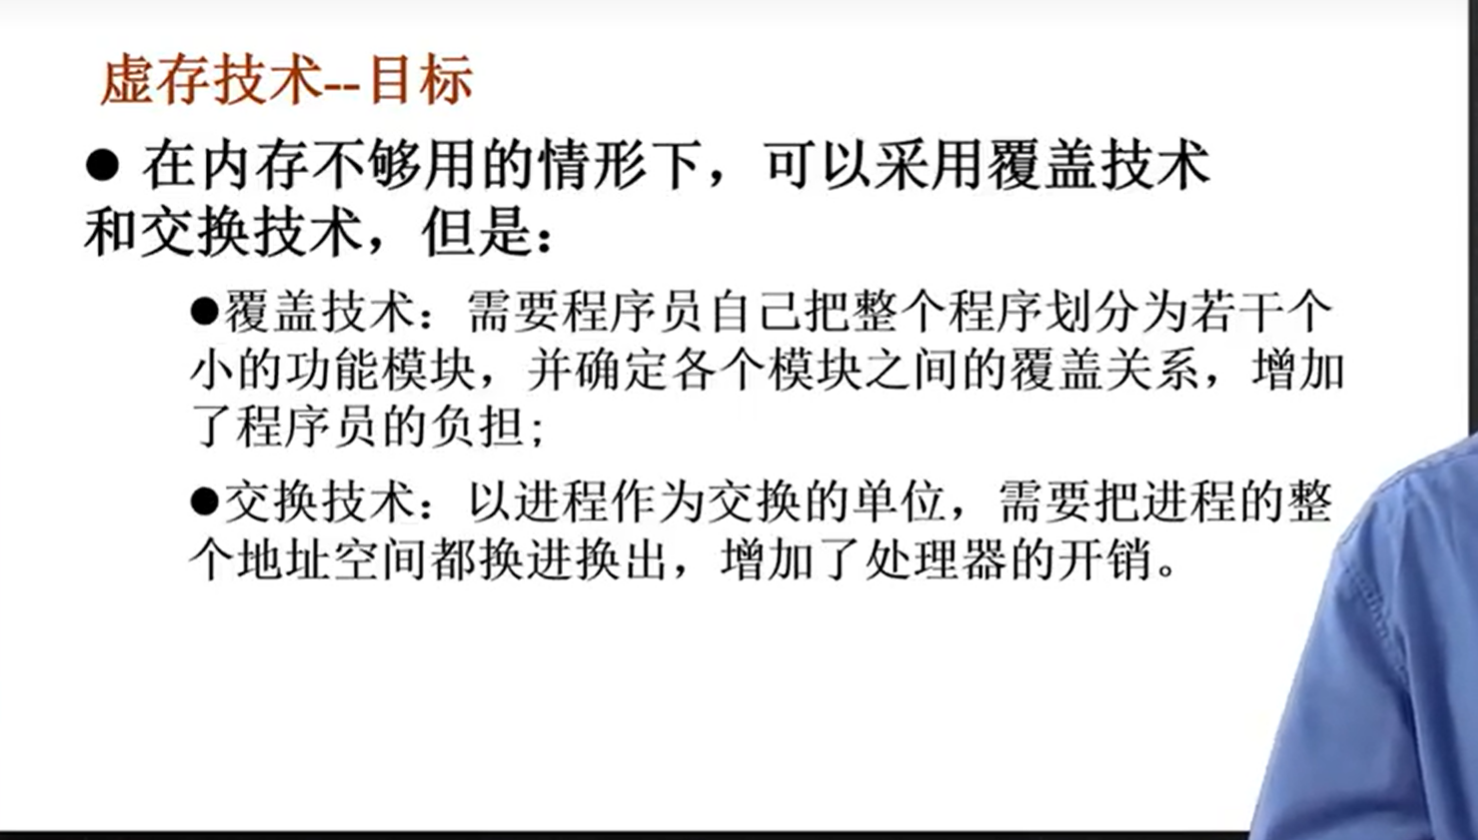 虚存技术--目标
● 在内存不够用的情形下，可以采用覆盖技术
和交换技术，但是：
●覆盖技术：需要程序员自己把整个程序划分为若干个
小的功能模块，并确定各个模块之间的覆盖关系，增加
了程序员的负担；
●交换技术：以进程作为交换的单位，需要把进程的整
个地址空间都换进换出，增加了处理器的开销。